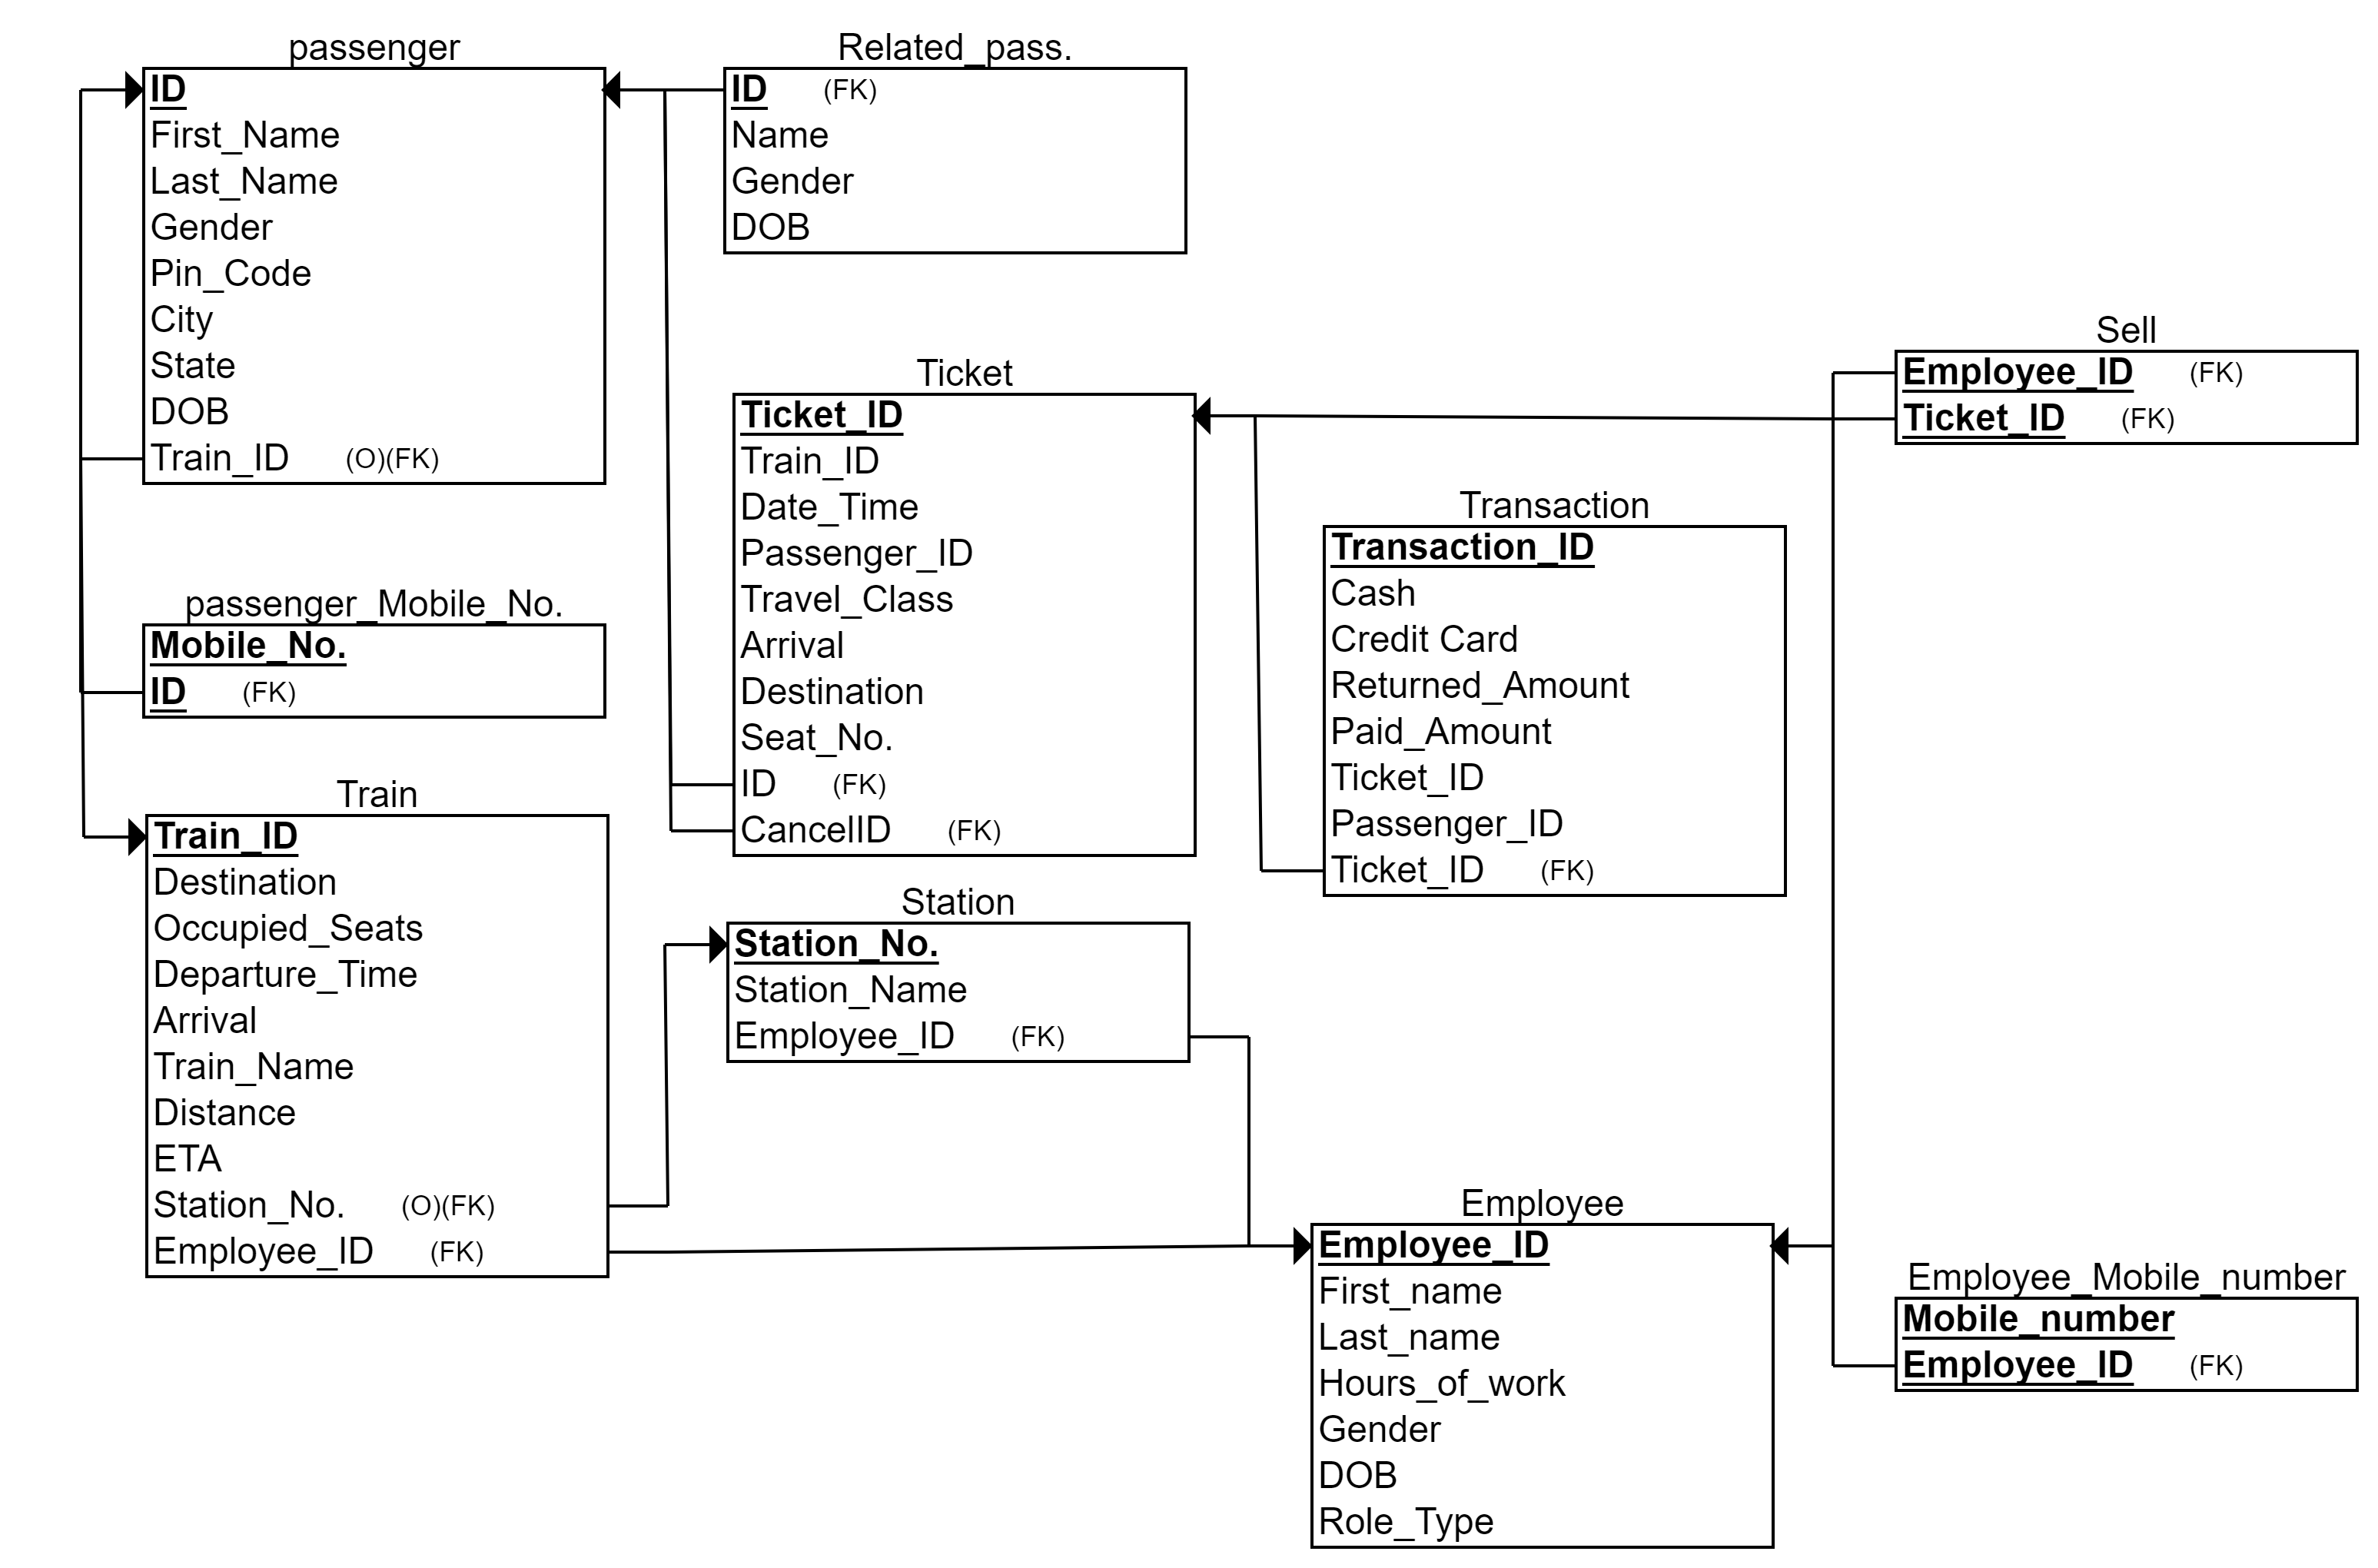 passenger
ID
First_Name
Last_Name
Gender
Pin_Code
City
State
DOB
Train_ID (O)(FK)
Related_pass.
ID (FK)
Name
Gender
DOB
Sell
Employee_ID (FK)
Ticket_ID (FK)
Ticket
Ticket_ID
Train_ID
Date_Time
Passenger_ID
Travel_Class
Arrival
Destination
Seat_No.
ID (FK)
CancelID (FK)
Transaction
Transaction_ID
Cash
Credit Card
Returned_Amount
Paid_Amount
Ticket_ID
Passenger_ID
Ticket_ID (FK)
passenger_Mobile_No.
Mobile_No.
ID (FK)
Train
Train_ID
Destination
Occupied_Seats
Departure_Time
Arrival
Train_Name
Distance
ETA
Station_No. (O)(FK)
Employee_ID (FK)
Station
Station_No.
Station_Name
Employee_ID (FK)
Employee
Employee_ID
First_name
Last_name
Hours_of_work
Gender
DOB
Role_Type
Employee_Mobile_number
Mobile_number
Employee_ID (FK)